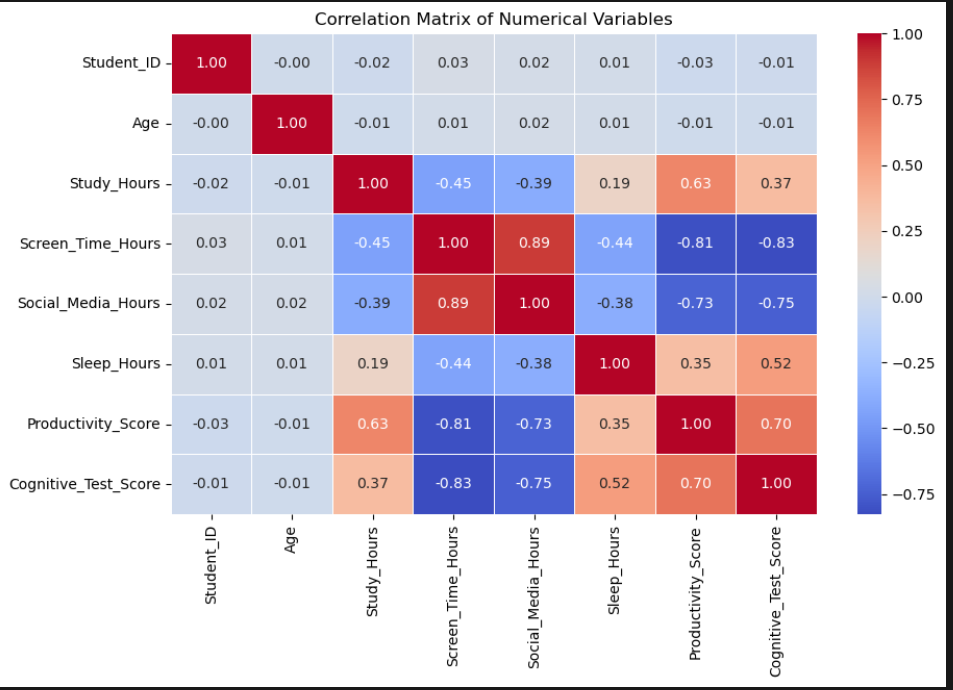 Correlation Matrix of Numerical Variables
Student_ID 1.00 -0.00 -0.02 0.03 0.02 0.01 -0.03 -0.01
Age -0.00 1.00 -0.01 0.01 0.02 0.01 -0.01 -0.01
Study_Hours -0.02 -0.01 1.00 -0.45 -0.39 0.19 0.63 0.37
Screen_Time_Hours 0.03 0.01 -0.45 1.00 0.89 -0.44 -0.81 -0.83
Social_Media_Hours 0.02 0.02 -0.39 0.89 1.00 -0.38 -0.73 -0.75
Sleep_Hours 0.01 0.01 0.19 -0.44 -0.38 1.00 0.35 0.52
Productivity_Score -0.03 -0.01 0.63 -0.81 -0.73 0.35 1.00 0.70
Cognitive_Test_Score -0.01 -0.01 0.37 -0.83 -0.75 0.52 0.70 1.00
Student_ID
Age
Study_Hours
Screen_Time_Hours
Social_Media_Hours
Sleep_Hours
Productivity_Score
Cognitive_Test_Score
1.00
0.75
0.50
0.25
0.00
−0.25
−0.50
−0.75